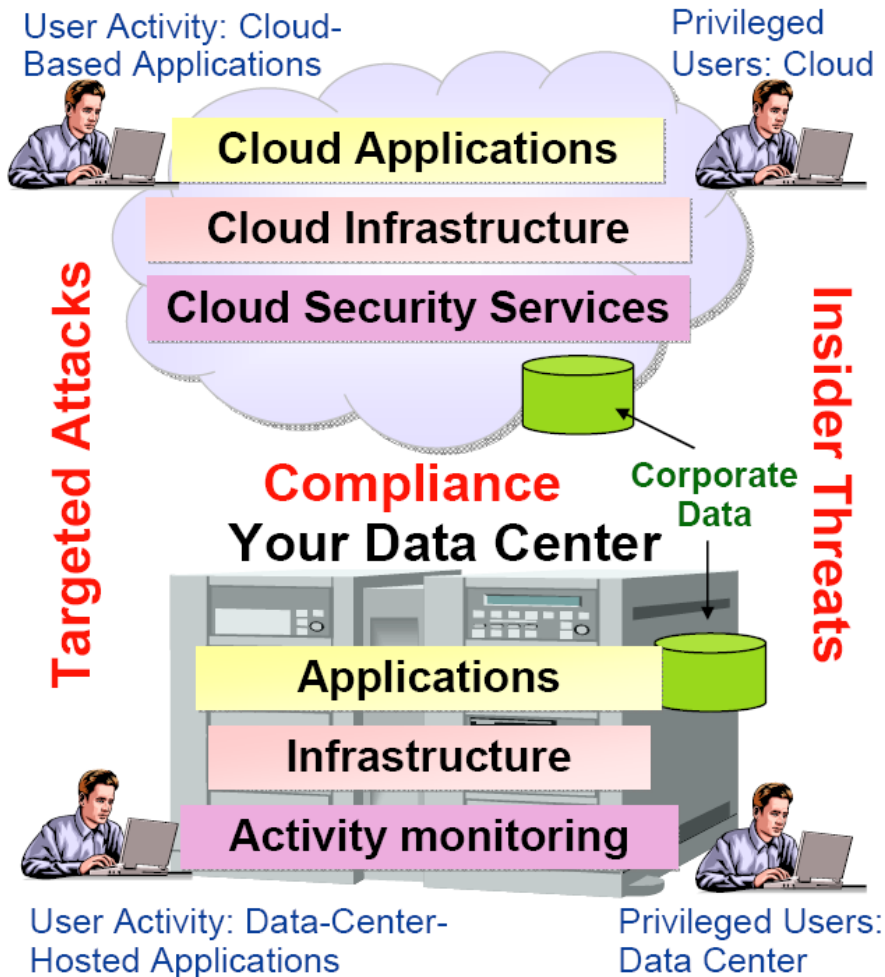 User Activity: Cloud-
Based Applications
Privileged
Users: Cloud
Cloud Applications
Cloud Infrastructure
Cloud Security Services
Targeted Attacks
Insider Threats
Corporate
Data
Compliance
Your Data Center
Applications
Infrastructure
Activity monitoring
User Activity: Data-Center-
Hosted Applications
Privileged Users:
Data Center